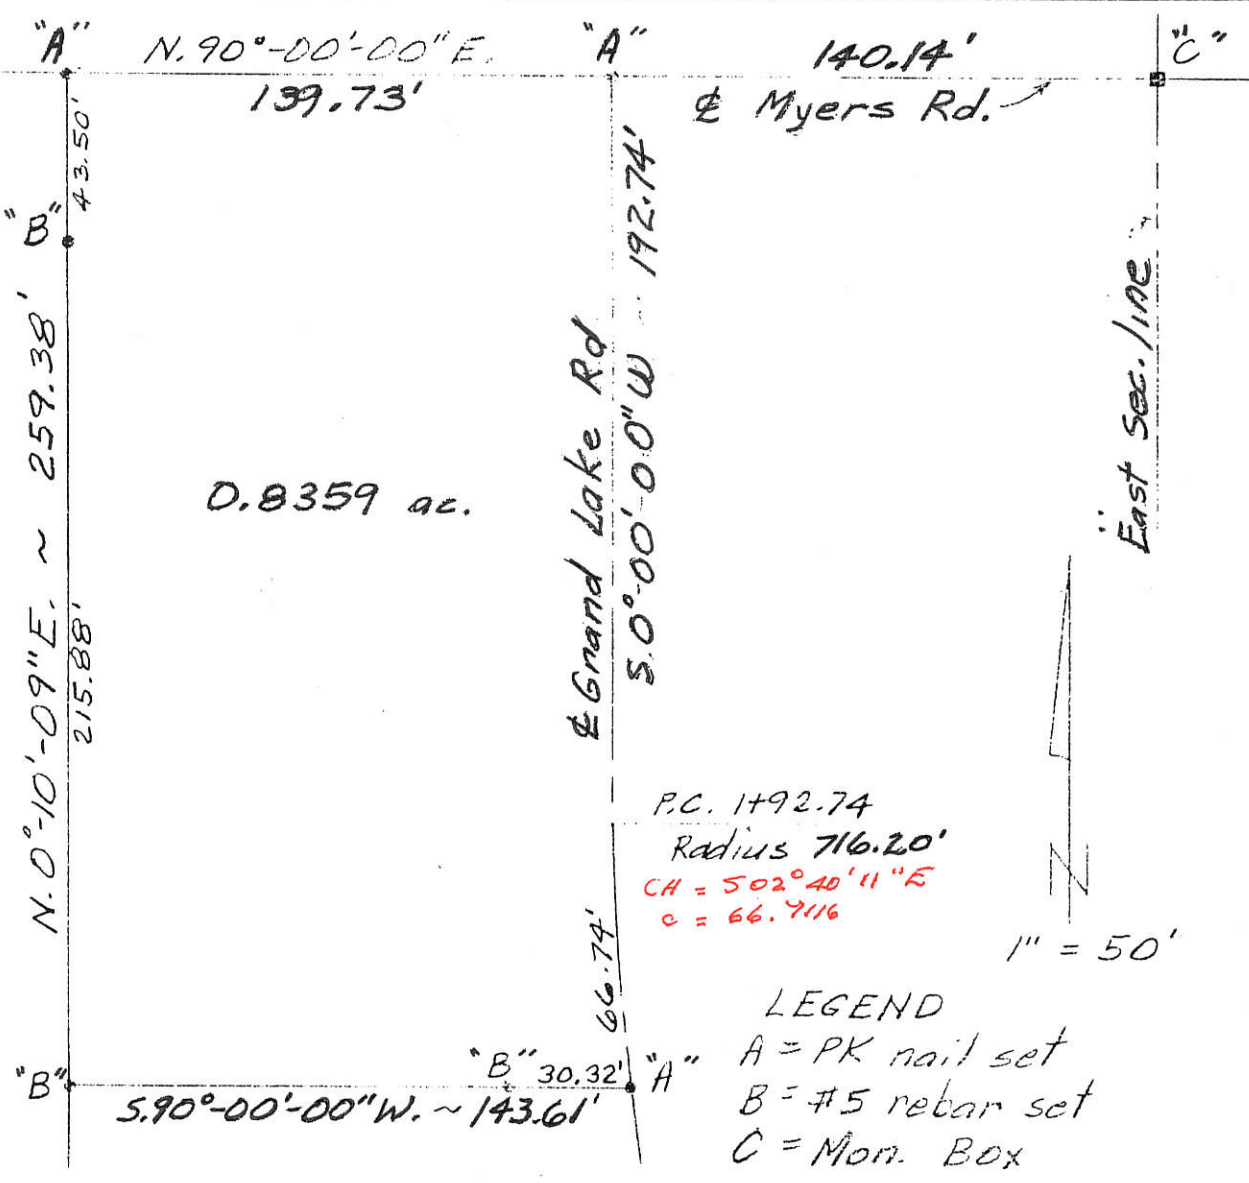 "A" N. 90°-00'-00" E. "A" 140.14' "C"
139.73' ℄ Myers Rd.
43.50'
"B"
N. 0°-10'-09" E. ~ 259.38'
215.88'
0.8359 ac.
℄ Grand Lake Rd
S. 0°-00'-00" W 192.74'
East Sec. line
P.C. 1+92.74
Radius 716.20'
CH = S02°40'11"E
C = 66.7116
66.74'
N
1" = 50'
"B" "B" 30.32' "A"
S. 90°-00'-00" W. ~ 143.61'
LEGEND
A = PK nail set
B = #5 rebar set
C = Mon. Box